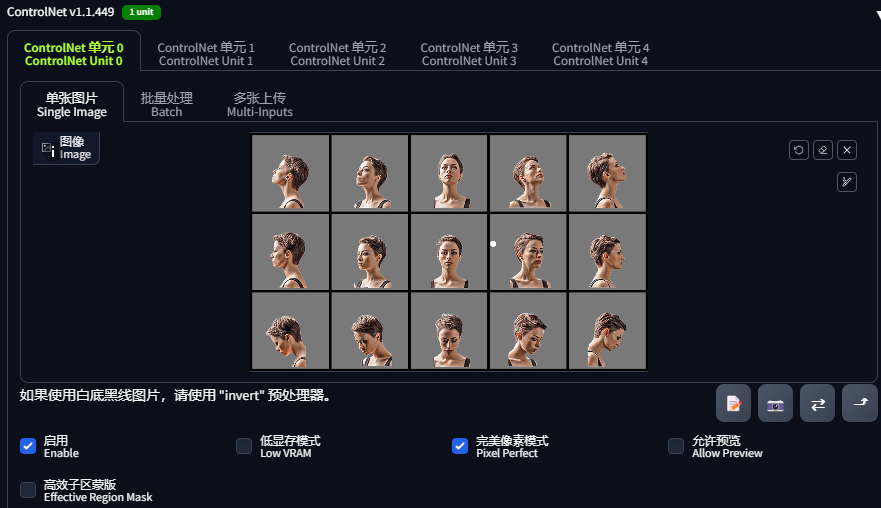 ControlNet v1.1.449 1 unit
ControlNet 单元 0 ControlNet 单元 1 ControlNet 单元 2 ControlNet 单元 3 ControlNet 单元 4
ControlNet Unit 0 ControlNet Unit 1 ControlNet Unit 2 ControlNet Unit 3 ControlNet Unit 4
单张图片 批量处理 多张上传
Single Image Batch Multi-Inputs
图像
Image
如果使用白底黑线图片，请使用 "invert" 预处理器。
启用 低显存模式 完美像素模式 允许预览
Enable Low VRAM Pixel Perfect Allow Preview
高效子区蒙版
Effective Region Mask